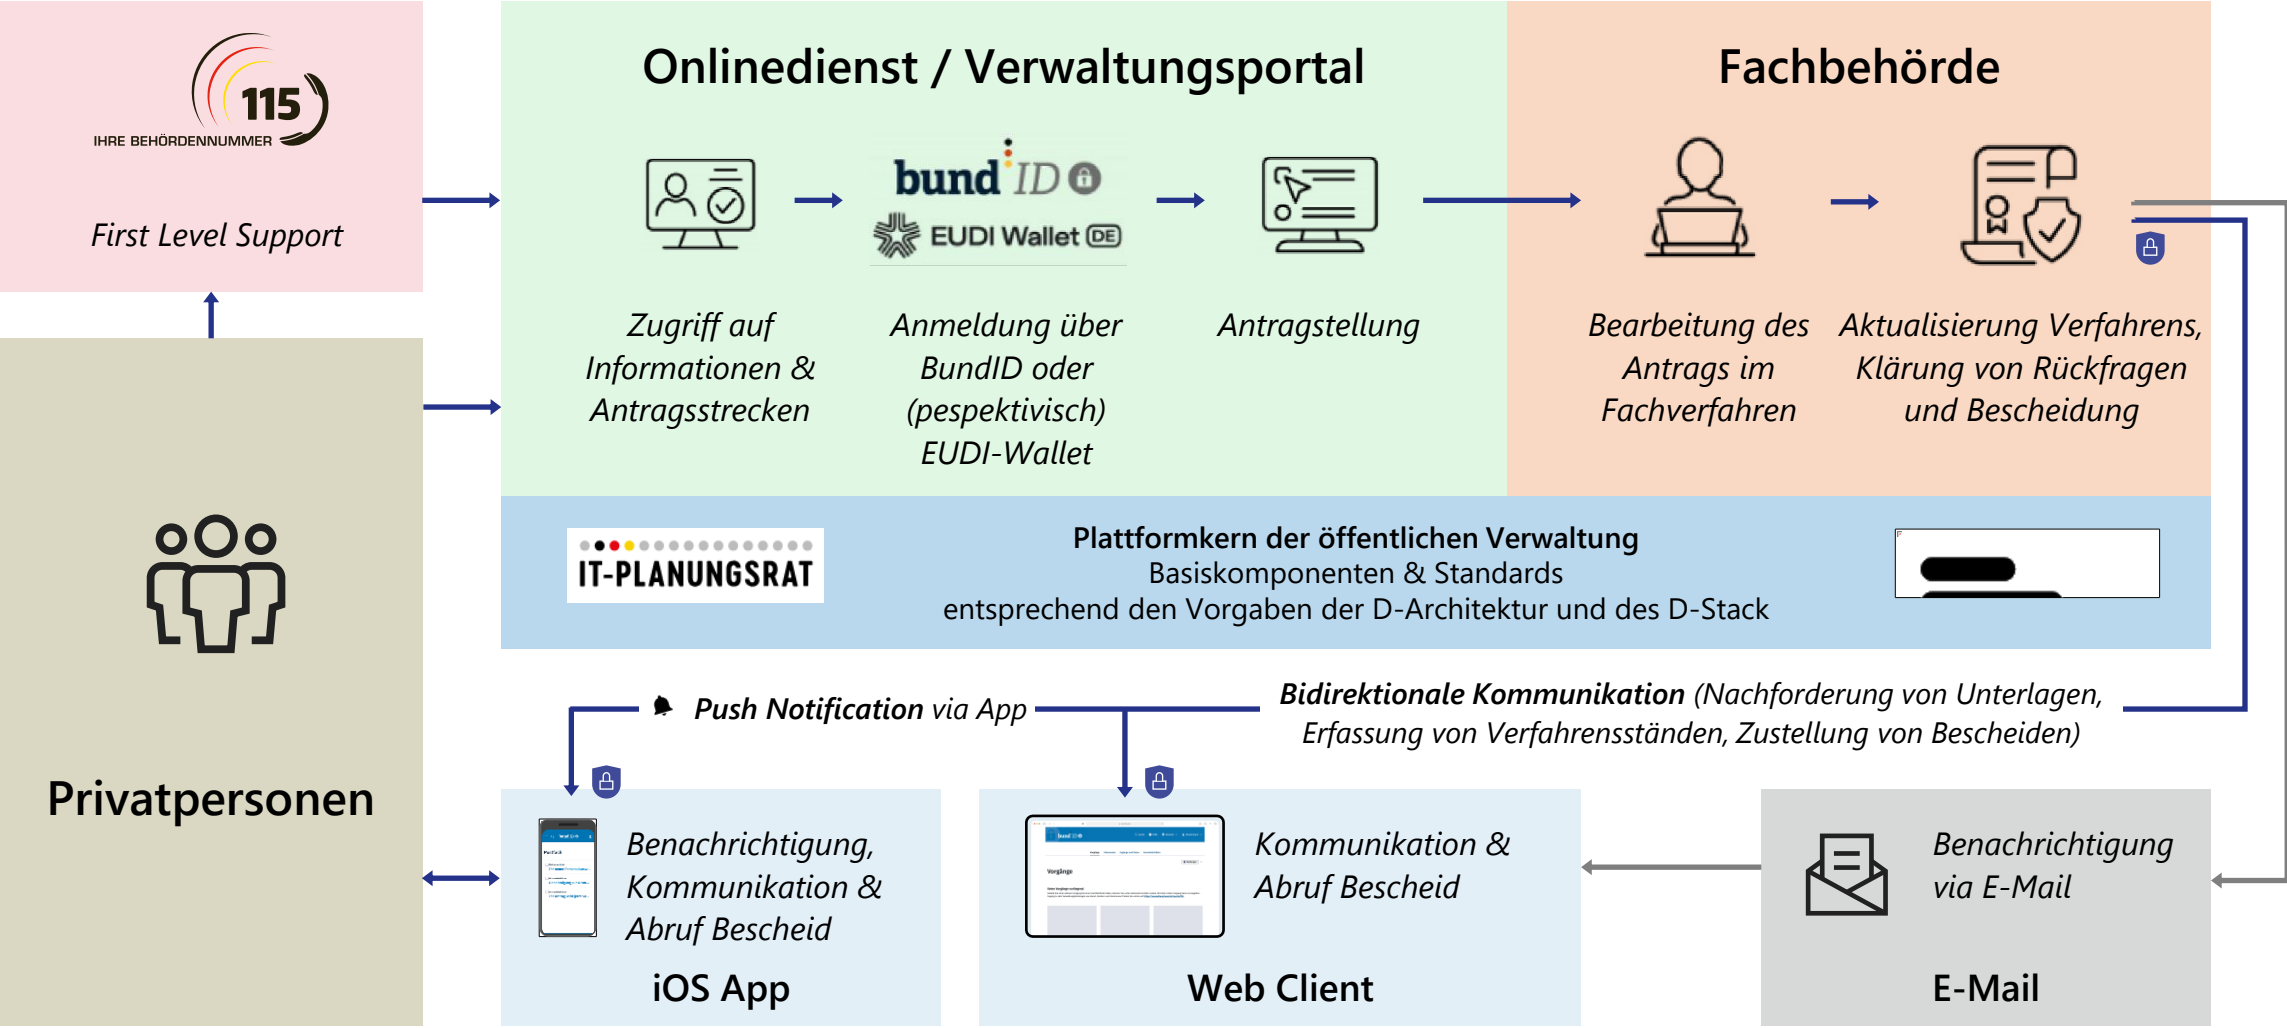 115
IHRE BEHÖRDENNUMMER
First Level Support
Privatpersonen
Onlinedienst / Verwaltungsportal
Zugriff auf
Informationen &
Antragsstrecken
bund ID
EUDI Wallet DE
Anmeldung über
BundID oder
(pespektivisch)
EUDI-Wallet
Antragstellung
Fachbehörde
Bearbeitung des
Antrags im
Fachverfahren
Aktualisierung Verfahrens,
Klärung von Rückfragen
und Bescheidung
IT-PLANUNGSRAT
Plattformkern der öffentlichen Verwaltung
Basiskomponenten & Standards
entsprechend den Vorgaben der D-Architektur und des D-Stack
Push Notification via App
Bidirektionale Kommunikation (Nachforderung von Unterlagen,
Erfassung von Verfahrensständen, Zustellung von Bescheiden)
Postfach
Benachrichtigung,
Kommunikation &
Abruf Bescheid
iOS App
bund ID
Vorgänge
Kommunikation &
Abruf Bescheid
Web Client
Benachrichtigung
via E-Mail
E-Mail